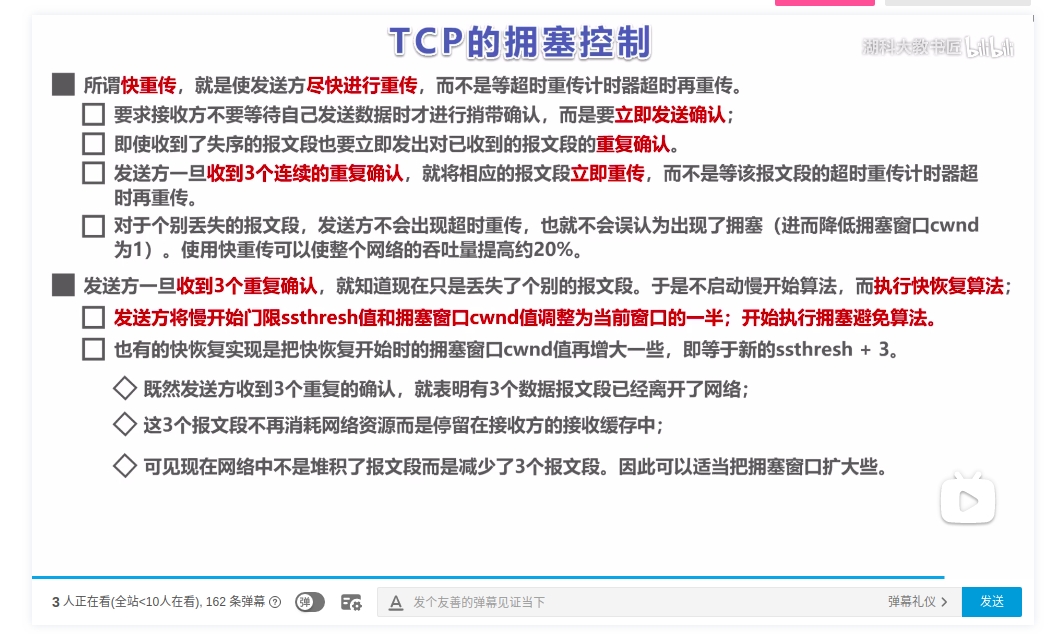 TCP的拥塞控制
湖科大教书匠 bilibili
所谓快重传，就是使发送方尽快进行重传，而不是等超时重传计时器超时再重传。
要求接收方不要等待自己发送数据时才进行捎带确认，而是要立即发送确认；
即使收到了失序的报文段也要立即发出对已收到的报文段的重复确认。
发送方一旦收到3个连续的重复确认，就将相应的报文段立即重传，而不是等该报文段的超时重传计时器超
时再重传。
对于个别丢失的报文段，发送方不会出现超时重传，也就不会误认为出现了拥塞（进而降低拥塞窗口cwnd
为1）。使用快重传可以使整个网络的吞吐量提高约20%。
发送方一旦收到3个重复确认，就知道现在只是丢失了个别的报文段。于是不启动慢开始算法，而执行快恢复算法；
发送方将慢开始门限ssthresh值和拥塞窗口cwnd值调整为当前窗口的一半；开始执行拥塞避免算法。
也有的快恢复实现是把快恢复开始时的拥塞窗口cwnd值再增大一些，即等于新的ssthresh + 3。
既然发送方收到3个重复的确认，就表明有3个数据报文段已经离开了网络；
这3个报文段不再消耗网络资源而是停留在接收方的接收缓存中；
可见现在网络中不是堆积了报文段而是减少了3个报文段。因此可以适当把拥塞窗口扩大些。
3 人正在看(全站<10人在看), 162 条弹幕 ? 弹 A 发个友善的弹幕见证当下 弹幕礼仪 > 发送